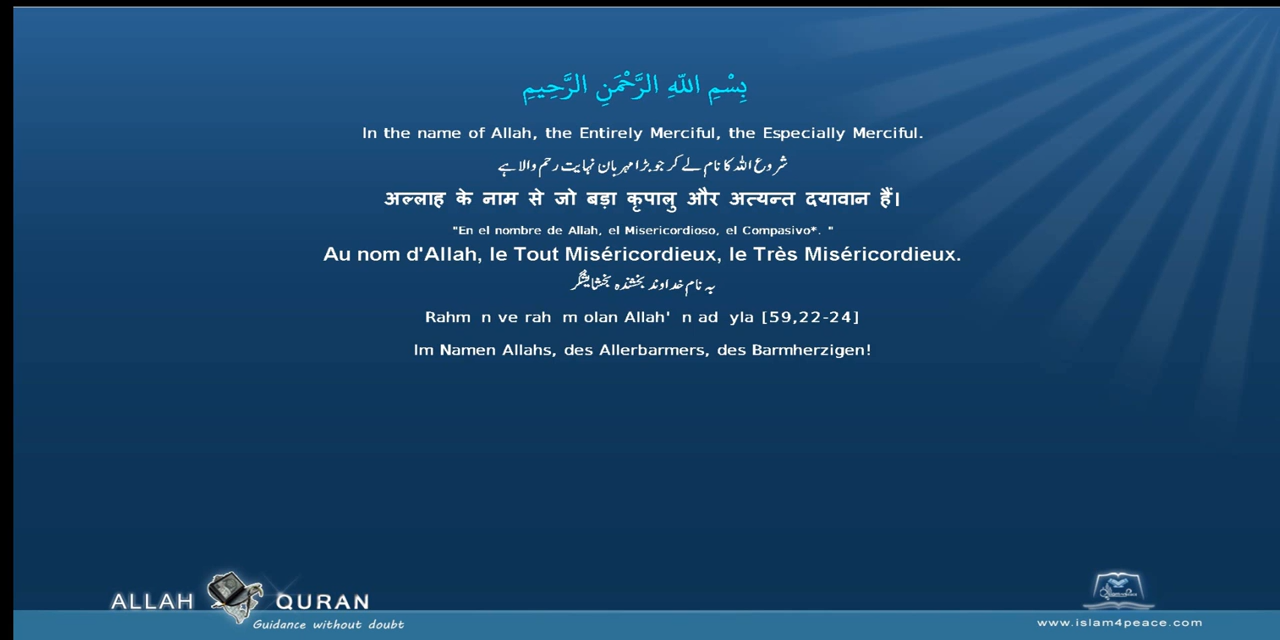 بِسْمِ اللَّهِ الرَّحْمَنِ الرَّحِيمِ
In the name of Allah, the Entirely Merciful, the Especially Merciful.
شروع الله کا نام لے کر جو بڑا مہربان نہایت رحم والا ہے
अल्लाह के नाम से जो बड़ा कृपालु और अत्यन्त दयावान हैं।
"En el nombre de Allah, el Misericordioso, el Compasivo*. "
Au nom d'Allah, le Tout Miséricordieux, le Très Miséricordieux.
به نام خداوند بخشنده بخشایشگر
Rahm n ve rah m olan Allah' n ad yla [59,22-24]
Im Namen Allahs, des Allerbarmers, des Barmherzigen!
ALLAH QURAN
Guidance without doubt
www.islam4peace.com